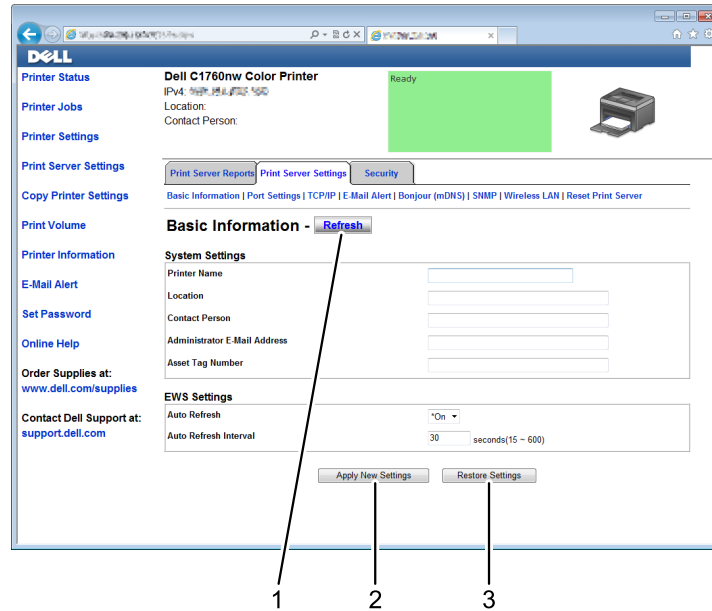 DELL
Printer Status
Printer Jobs
Printer Settings
Print Server Settings
Copy Printer Settings
Print Volume
Printer Information
E-Mail Alert
Set Password
Online Help
Order Supplies at:
www.dell.com/supplies
Contact Dell Support at:
support.dell.com
Dell C1760nw Color Printer
IPv4:
Location:
Contact Person:
Ready
Print Server Reports Print Server Settings Security
Basic Information | Port Settings | TCP/IP | E-Mail Alert | Bonjour (mDNS) | SNMP | Wireless LAN | Reset Print Server
Basic Information - Refresh
System Settings
Printer Name
Location
Contact Person
Administrator E-Mail Address
Asset Tag Number
EWS Settings
Auto Refresh *On
Auto Refresh Interval 30 seconds(15 ~ 600)
Apply New Settings Restore Settings
1 2 3